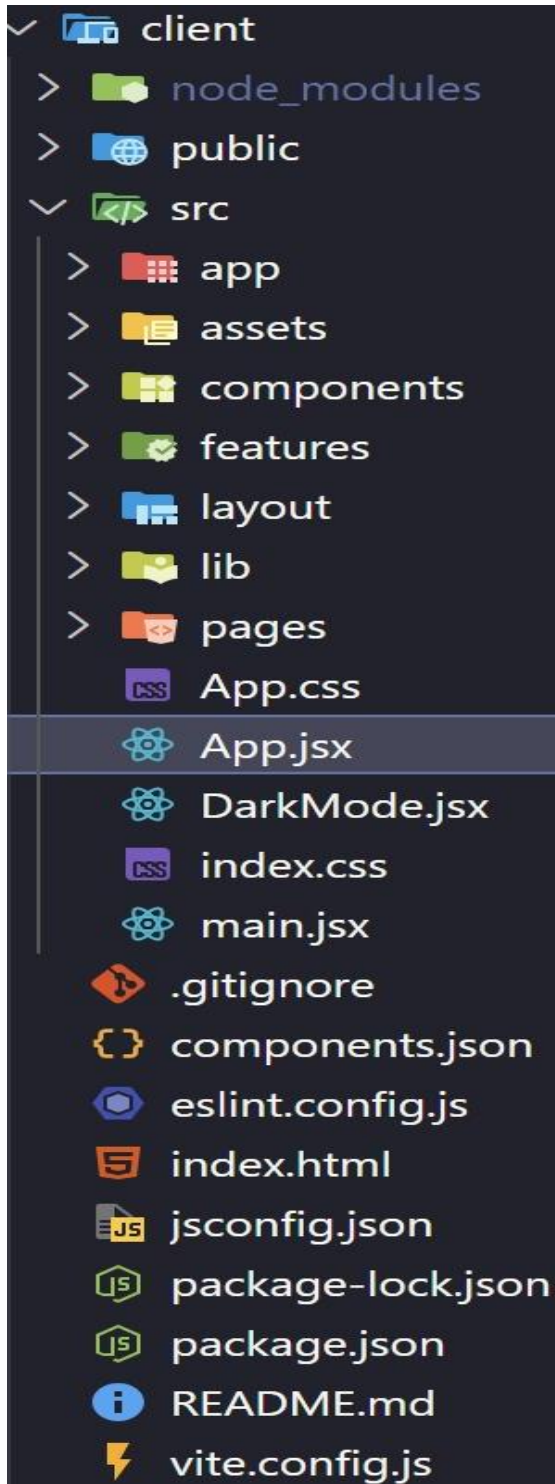 client
node_modules
public
src
app
assets
components
features
layout
lib
pages
App.css
App.jsx
DarkMode.jsx
index.css
main.jsx
.gitignore
components.json
eslint.config.js
index.html
jsconfig.json
package-lock.json
package.json
README.md
vite.config.js